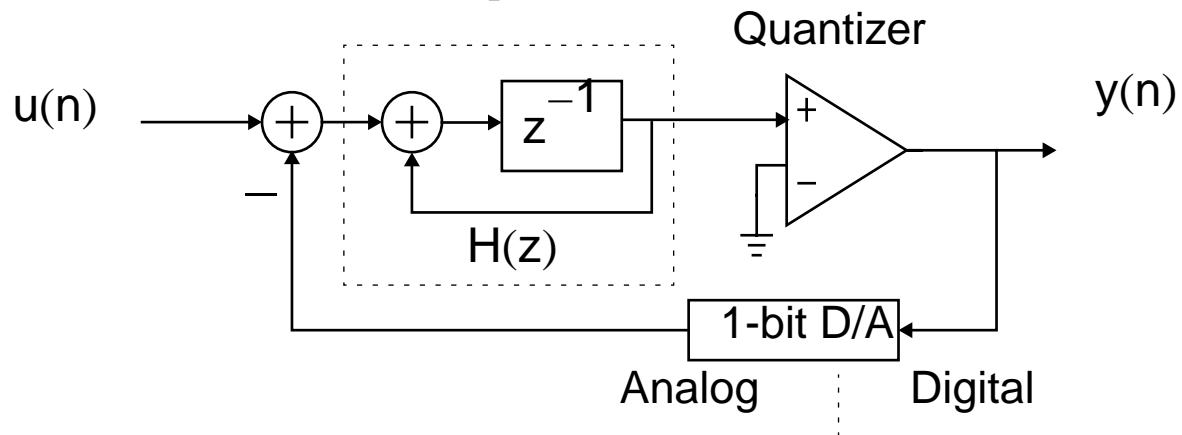 Quantizer
u(n)
+
+
z⁻¹
+
−
y(n)
−
H(z)
1-bit D/A
Analog
Digital